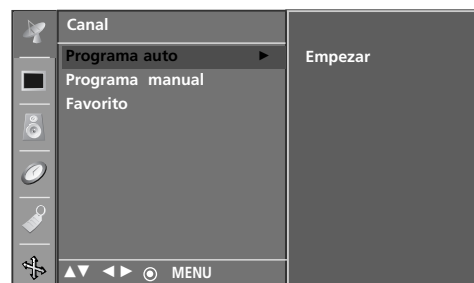 Canal
Programa auto ► Empezar
Programa manual
Favorito
▲▼ ◄► ◉ MENU